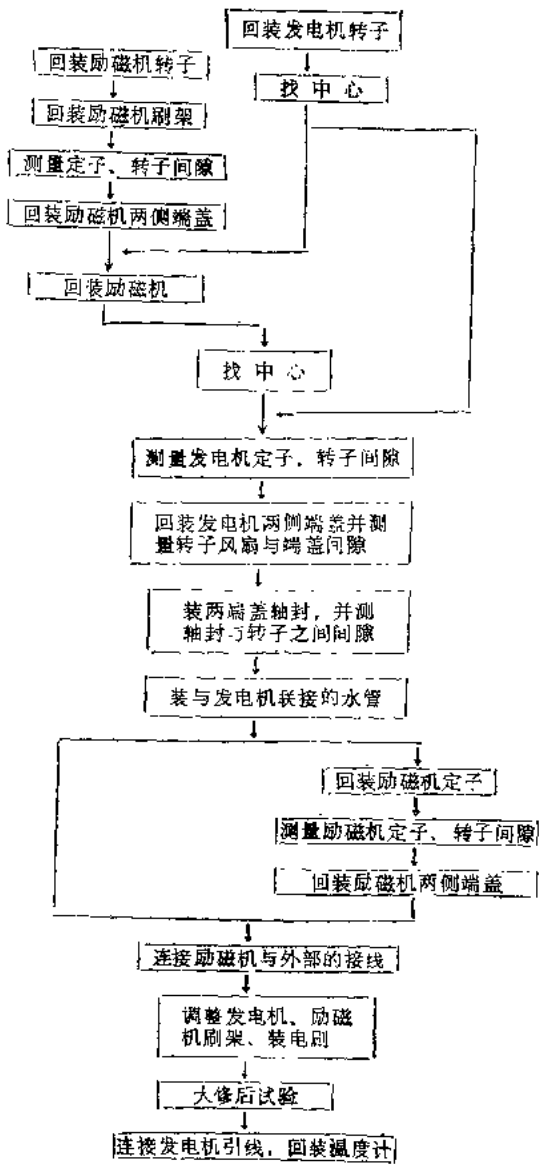 回装发电机转子
回装励磁机转子
找中心
回装励磁机刷架
测量定子、转子间隙
回装励磁机两侧端盖
回装励磁机
找中心
测量发电机定子,转子间隙
回装发电机两侧端盖并测
量转子风扇与端盖间隙
装两端盖轴封,并测
轴封与转子之间间隙
装与发电机联接的水管
回装励磁机定子
测量励磁机定子、转子间隙
回装励磁机两侧端盖
连接励磁机与外部的接线
调整发电机、励磁
机刷架、装电刷
大修后试验
连接发电机引线,回装温度计